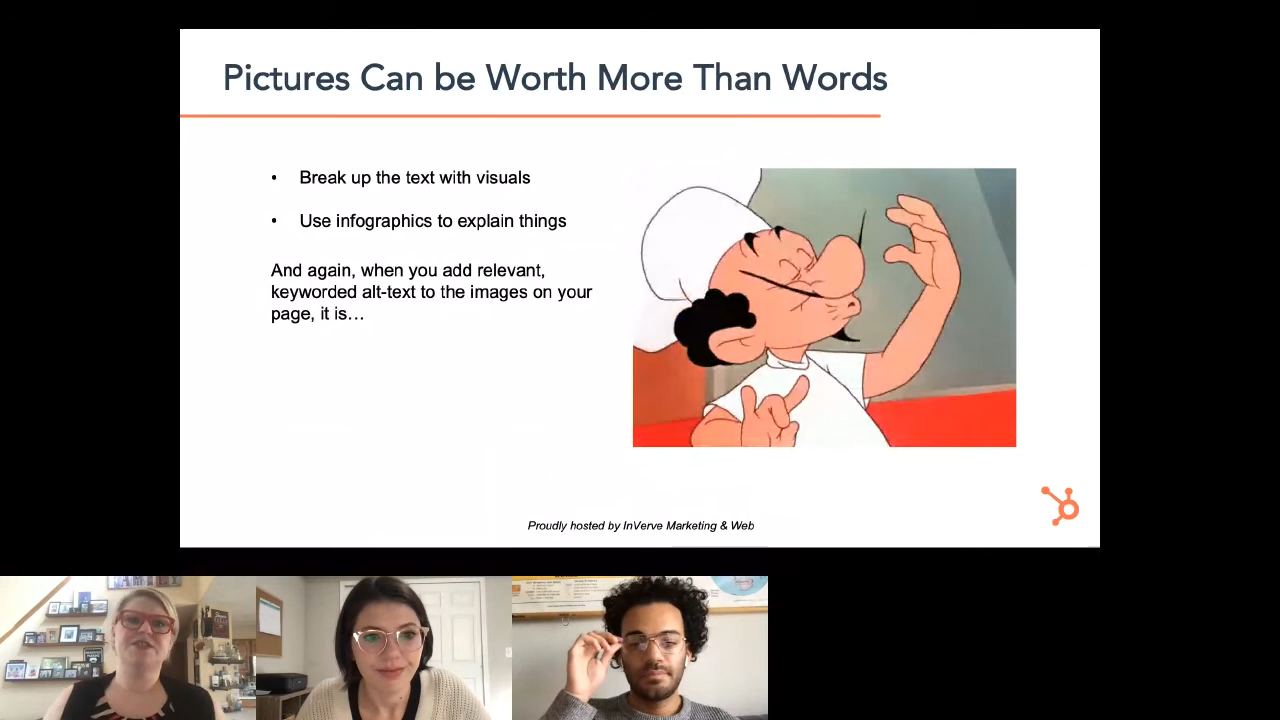 Pictures Can be Worth More Than Words
• Break up the text with visuals
• Use infographics to explain things
And again, when you add relevant,
keyworded alt-text to the images on your
page, it is…
Proudly hosted by InVerve Marketing & Web
FAMILY